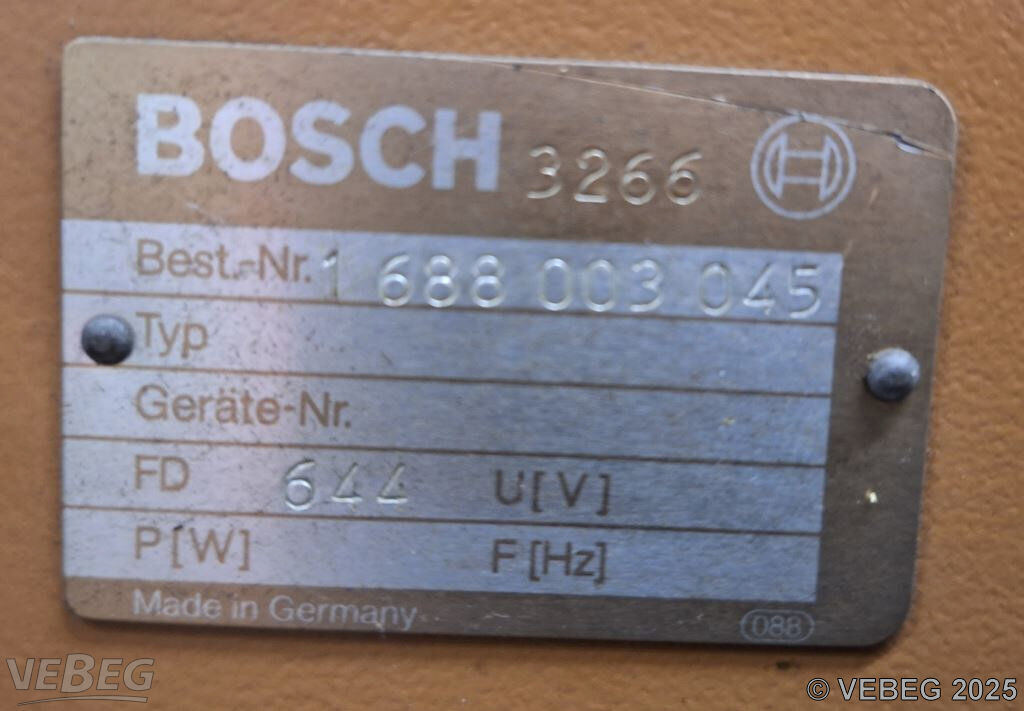 BOSCH 3266
Best.-Nr. 1 688 003 045
Typ
Geräte-Nr.
FD 644 U[V]
P[W] F[Hz]
Made in Germany 088
VEBEG
© VEBEG 2025